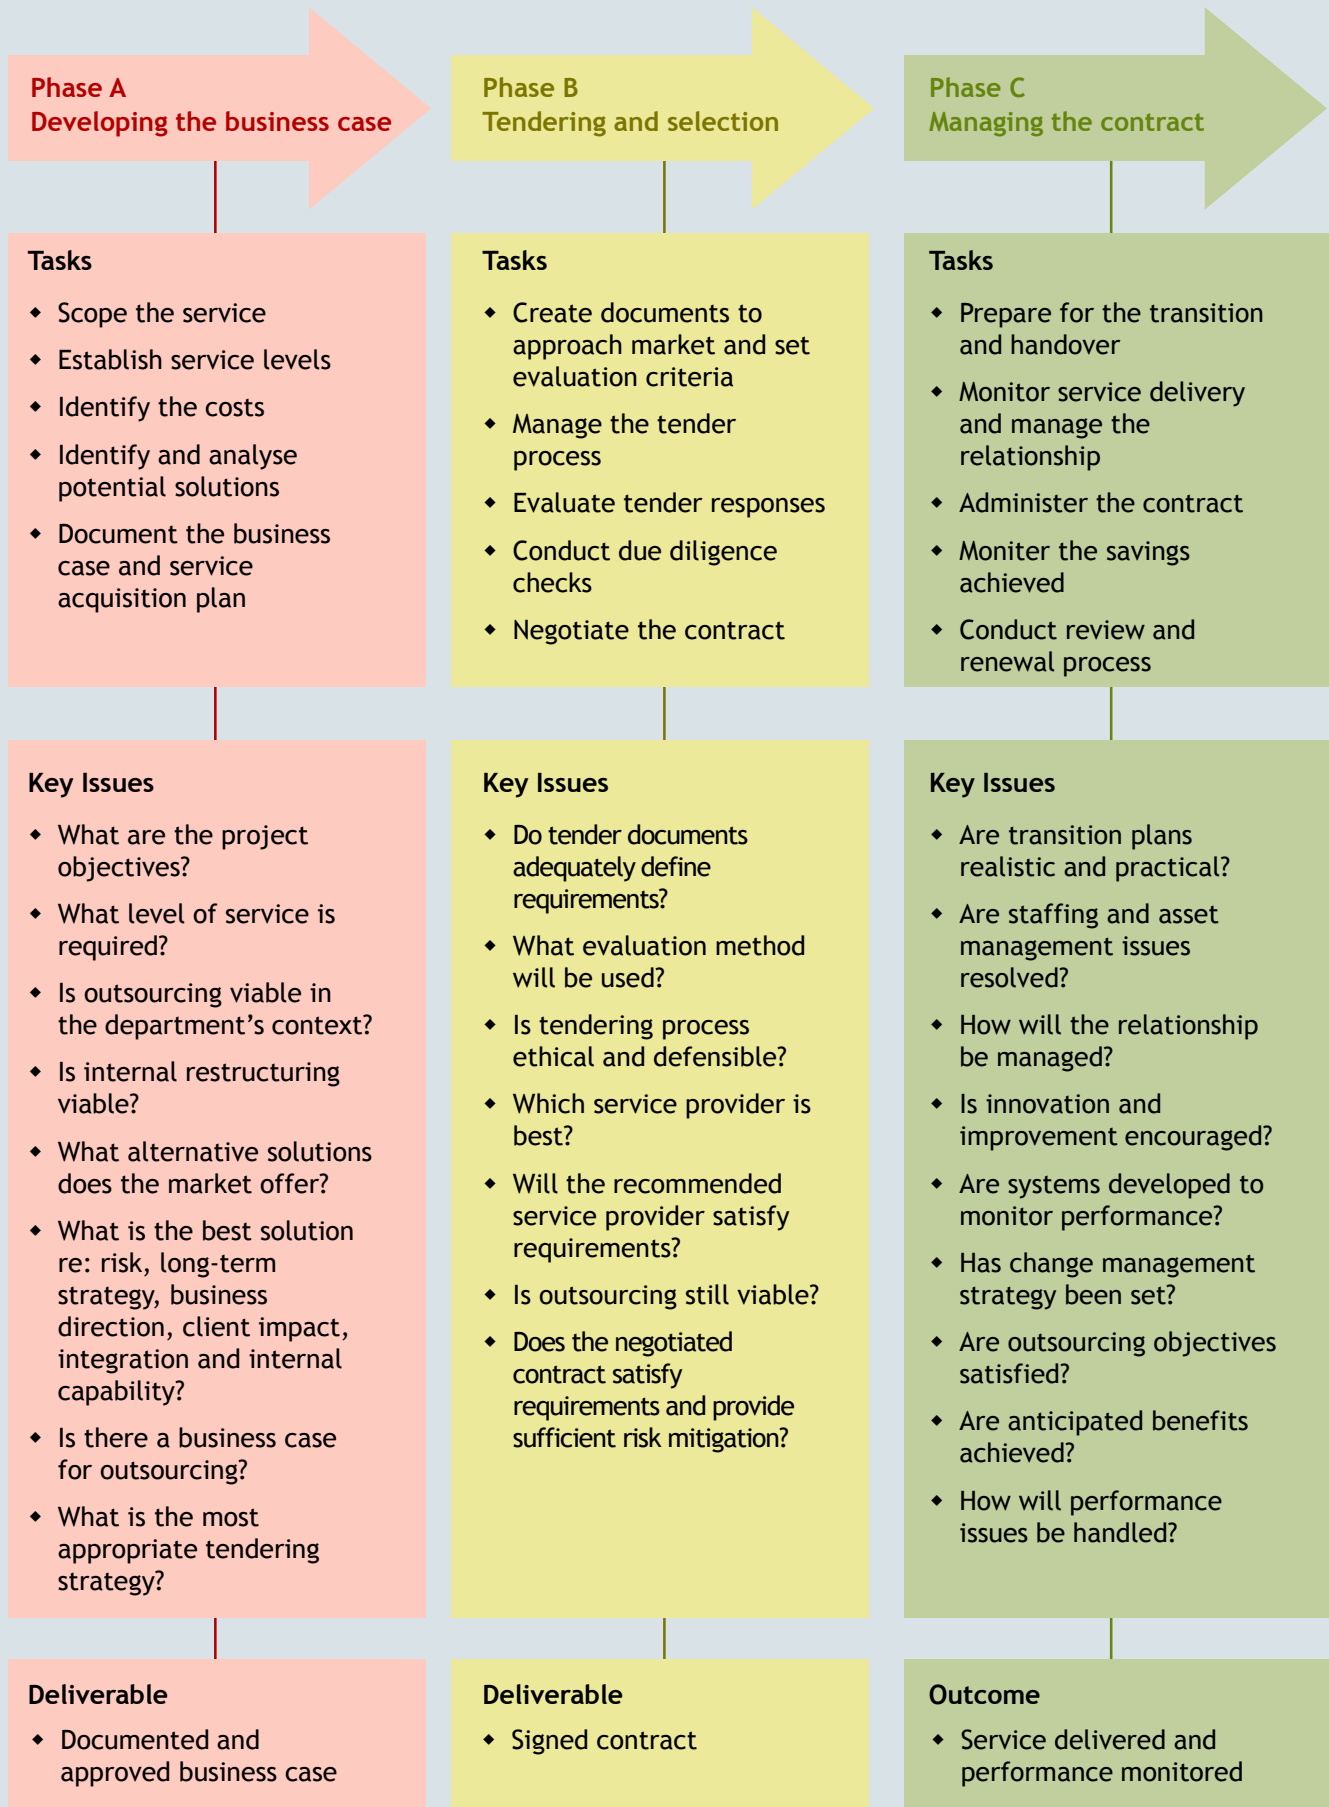 Phase A
Developing the business case
Tasks
◆ Scope the service
◆ Establish service levels
◆ Identify the costs
◆ Identify and analyse
potential solutions
◆ Document the business
case and service
acquisition plan
Key Issues
◆ What are the project
objectives?
◆ What level of service is
required?
◆ Is outsourcing viable in
the department’s context?
◆ Is internal restructuring
viable?
◆ What alternative solutions
does the market offer?
◆ What is the best solution
re: risk, long-term
strategy, business
direction, client impact,
integration and internal
capability?
◆ Is there a business case
for outsourcing?
◆ What is the most
appropriate tendering
strategy?
Deliverable
◆ Documented and
approved business case
Phase B
Tendering and selection
Tasks
◆ Create documents to
approach market and set
evaluation criteria
◆ Manage the tender
process
◆ Evaluate tender responses
◆ Conduct due diligence
checks
◆ Negotiate the contract
Key Issues
◆ Do tender documents
adequately define
requirements?
◆ What evaluation method
will be used?
◆ Is tendering process
ethical and defensible?
◆ Which service provider is
best?
◆ Will the recommended
service provider satisfy
requirements?
◆ Is outsourcing still viable?
◆ Does the negotiated
contract satisfy
requirements and provide
sufficient risk mitigation?
Deliverable
◆ Signed contract
Phase C
Managing the contract
Tasks
◆ Prepare for the transition
and handover
◆ Monitor service delivery
and manage the
relationship
◆ Administer the contract
◆ Moniter the savings
achieved
◆ Conduct review and
renewal process
Key Issues
◆ Are transition plans
realistic and practical?
◆ Are staffing and asset
management issues
resolved?
◆ How will the relationship
be managed?
◆ Is innovation and
improvement encouraged?
◆ Are systems developed to
monitor performance?
◆ Has change management
strategy been set?
◆ Are outsourcing objectives
satisfied?
◆ Are anticipated benefits
achieved?
◆ How will performance
issues be handled?
Outcome
◆ Service delivered and
performance monitored